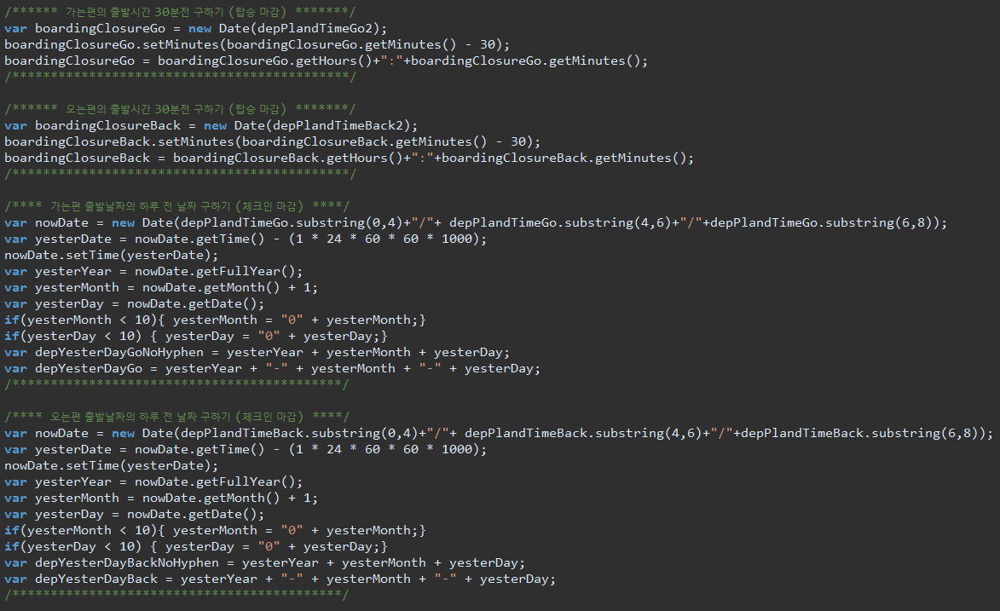 /****** 가는편의 출발시간 30분전 구하기 (탑승 마감) *******/
var boardingClosureGo = new Date(depPlandTimeGo2);
boardingClosureGo.setMinutes(boardingClosureGo.getMinutes() - 30);
boardingClosureGo = boardingClosureGo.getHours()+":"+boardingClosureGo.getMinutes();
/********************************************/
/****** 오는편의 출발시간 30분전 구하기 (탑승 마감) *******/
var boardingClosureBack = new Date(depPlandTimeBack2);
boardingClosureBack.setMinutes(boardingClosureBack.getMinutes() - 30);
boardingClosureBack = boardingClosureBack.getHours()+":"+boardingClosureBack.getMinutes();
/********************************************/
/**** 가는편 출발날짜의 하루 전 날짜 구하기 (체크인 마감) ****/
var nowDate = new Date(depPlandTimeGo.substring(0,4)+"/"+ depPlandTimeGo.substring(4,6)+"/"+depPlandTimeGo.substring(6,8));
var yesterDate = nowDate.getTime() - (1 * 24 * 60 * 60 * 1000);
nowDate.setTime(yesterDate);
var yesterYear = nowDate.getFullYear();
var yesterMonth = nowDate.getMonth() + 1;
var yesterDay = nowDate.getDate();
if(yesterMonth < 10){ yesterMonth = "0" + yesterMonth;}
if(yesterDay < 10) { yesterDay = "0" + yesterDay;}
var depYesterDayGoNoHyphen = yesterYear + yesterMonth + yesterDay;
var depYesterDayGo = yesterYear + "-" + yesterMonth + "-" + yesterDay;
/*******************************************/
/**** 오는편 출발날짜의 하루 전 날짜 구하기 (체크인 마감) ****/
var nowDate = new Date(depPlandTimeBack.substring(0,4)+"/"+ depPlandTimeBack.substring(4,6)+"/"+depPlandTimeBack.substring(6,8));
var yesterDate = nowDate.getTime() - (1 * 24 * 60 * 60 * 1000);
nowDate.setTime(yesterDate);
var yesterYear = nowDate.getFullYear();
var yesterMonth = nowDate.getMonth() + 1;
var yesterDay = nowDate.getDate();
if(yesterMonth < 10){ yesterMonth = "0" + yesterMonth;}
if(yesterDay < 10) { yesterDay = "0" + yesterDay;}
var depYesterDayBackNoHyphen = yesterYear + yesterMonth + yesterDay;
var depYesterDayBack = yesterYear + "-" + yesterMonth + "-" + yesterDay;
/*******************************************/